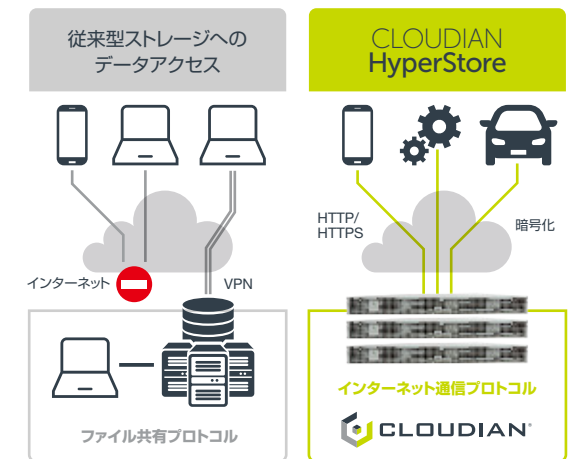 従来型ストレージへの
データアクセス
インターネット
VPN
ファイル共有プロトコル
CLOUDIAN
HyperStore
HTTP/
HTTPS
暗号化
インターネット通信プロトコル
CLOUDIAN